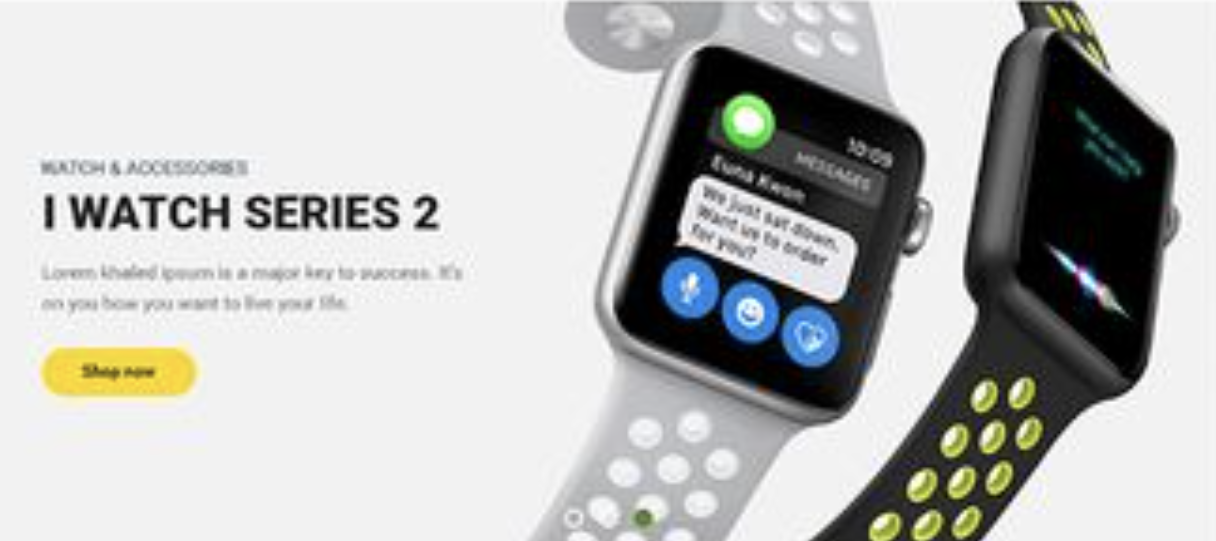 WATCH & ACCESSORIES
I WATCH SERIES 2
Lorem khaled ipsum is a major key to success. It's
on you how you want to live your life.
Shop now
10:09
MESSAGES
Euna Kwon
We just sat down.
Want us to order
for you?